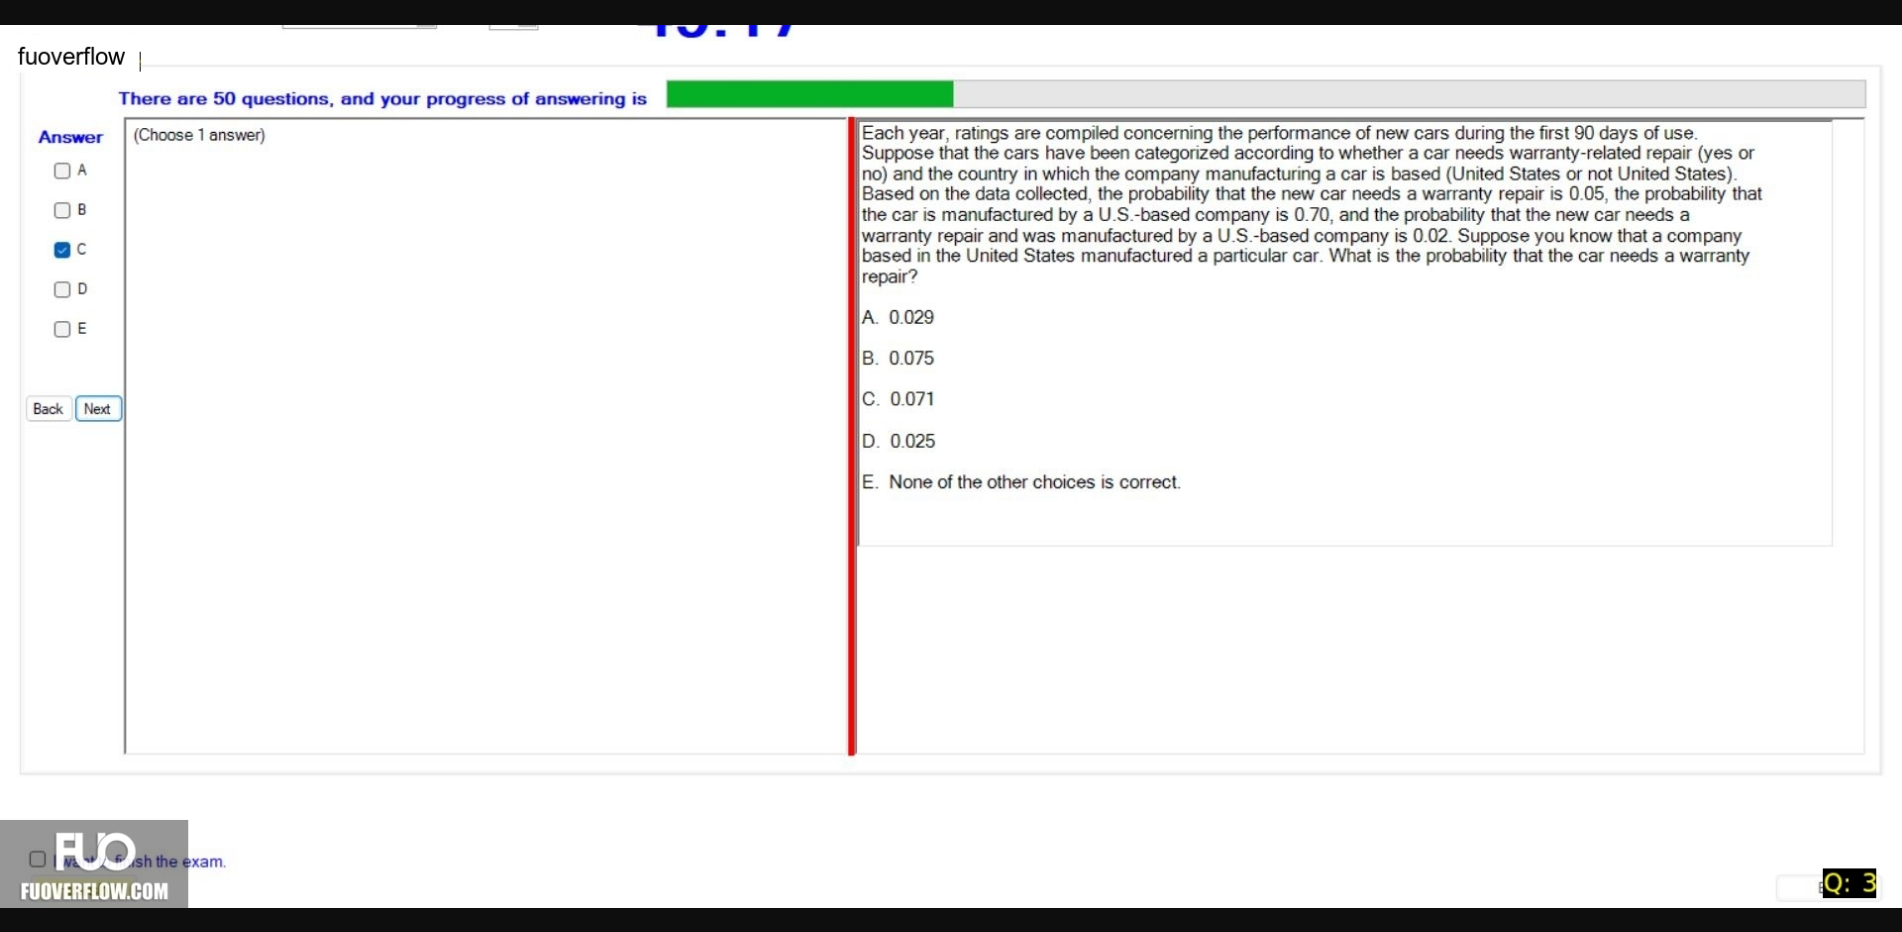 fuoverflow
There are 50 questions, and your progress of answering is
Answer
(Choose 1 answer)
A
B
C
D
E
Back Next
Each year, ratings are compiled concerning the performance of new cars during the first 90 days of use.
Suppose that the cars have been categorized according to whether a car needs warranty-related repair (yes or
no) and the country in which the company manufacturing a car is based (United States or not United States).
Based on the data collected, the probability that the new car needs a warranty repair is 0.05, the probability that
the car is manufactured by a U.S.-based company is 0.70, and the probability that the new car needs a
warranty repair and was manufactured by a U.S.-based company is 0.02. Suppose you know that a company
based in the United States manufactured a particular car. What is the probability that the car needs a warranty
repair?
A. 0.029
B. 0.075
C. 0.071
D. 0.025
E. None of the other choices is correct.
FUO
the exam.
FUOVERFLOW.COM
Q: 3